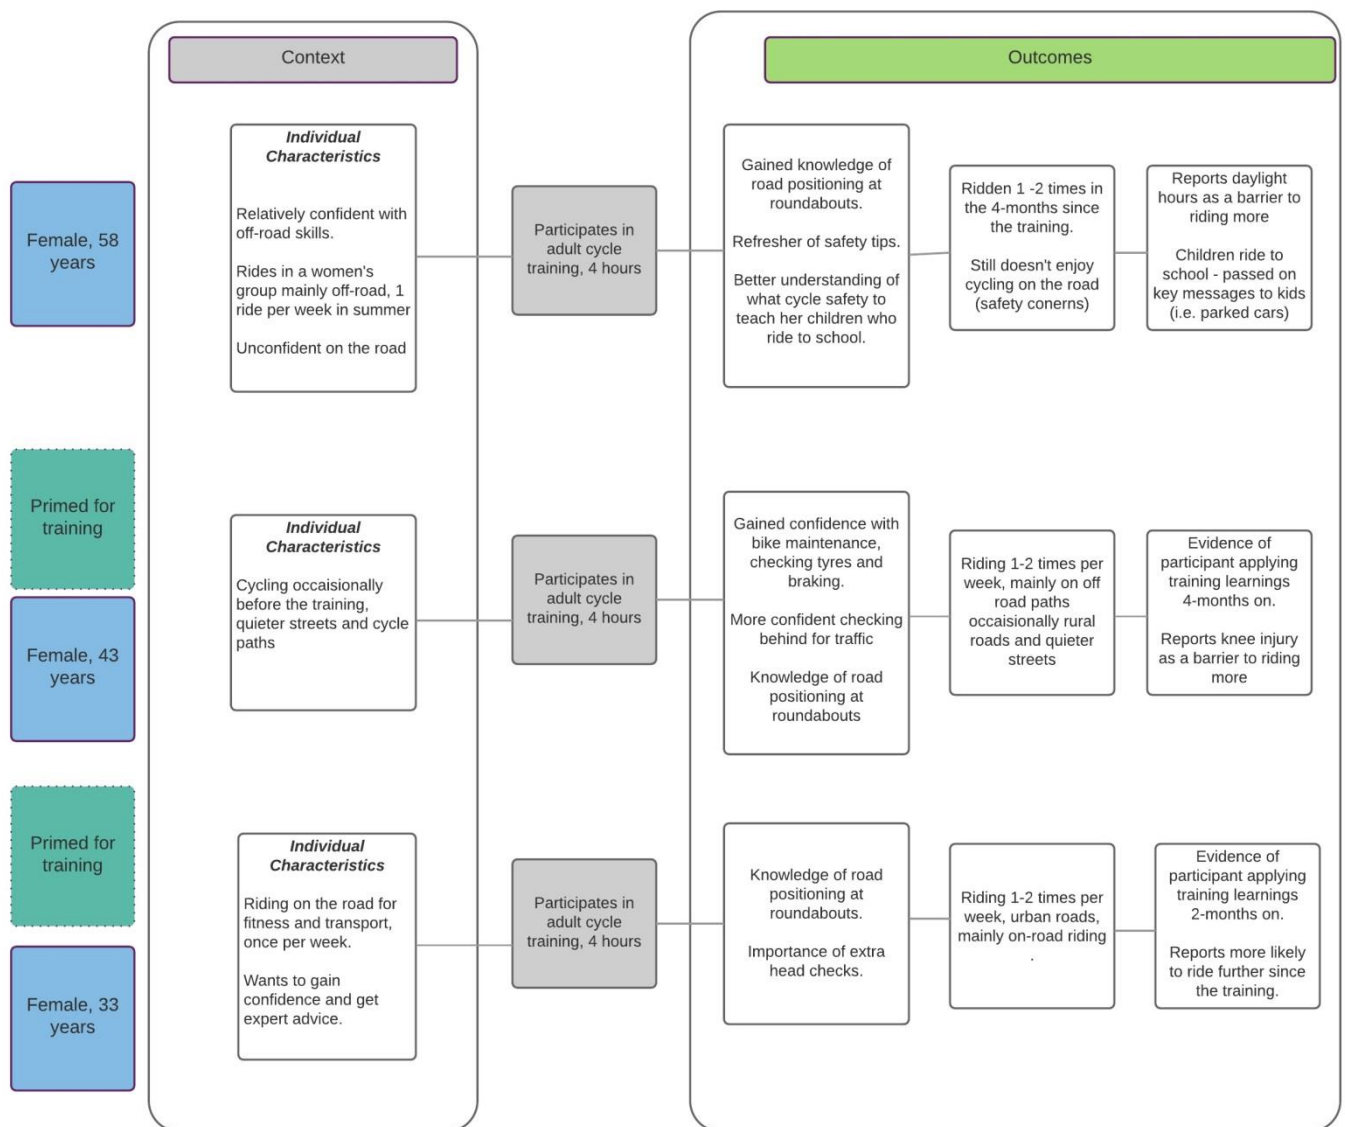 Context
Outcomes
Female, 58
years
Individual
Characteristics
Relatively confident with
off-road skills.
Rides in a women's
group mainly off-road, 1
ride per week in summer
Unconfident on the road
Participates in
adult cycle
training, 4 hours
Gained knowledge of
road positioning at
roundabouts.
Refresher of safety tips.
Better understanding of
what cycle safety to
teach her children who
ride to school.
Ridden 1 -2 times in
the 4-months since
the training.
Still doesn't enjoy
cycling on the road
(safety conerns)
Reports daylight
hours as a barrier to
riding more
Children ride to
school - passed on
key messages to kids
(i.e. parked cars)
Primed for
training
Female, 43
years
Individual
Characteristics
Cycling occaisionally
before the training,
quieter streets and cycle
paths
Participates in
adult cycle
training, 4 hours
Gained confidence with
bike maintenance,
checking tyres and
braking.
More confident checking
behind for traffic
Knowledge of road
positioning at
roundabouts
Riding 1-2 times per
week, mainly on off
road paths
occaisionally rural
roads and quieter
streets
Evidence of
participant applying
training learnings
4-months on.
Reports knee injury
as a barrier to riding
more
Primed for
training
Female, 33
years
Individual
Characteristics
Riding on the road for
fitness and transport,
once per week.
Wants to gain
confidence and get
expert advice.
Participates in
adult cycle
training, 4 hours
Knowledge of road
positioning at
roundabouts.
Importance of extra
head checks.
Riding 1-2 times per
week, urban roads,
mainly on-road riding
.
Evidence of
participant applying
training learnings
2-months on.
Reports more likely
to ride further since
the training.